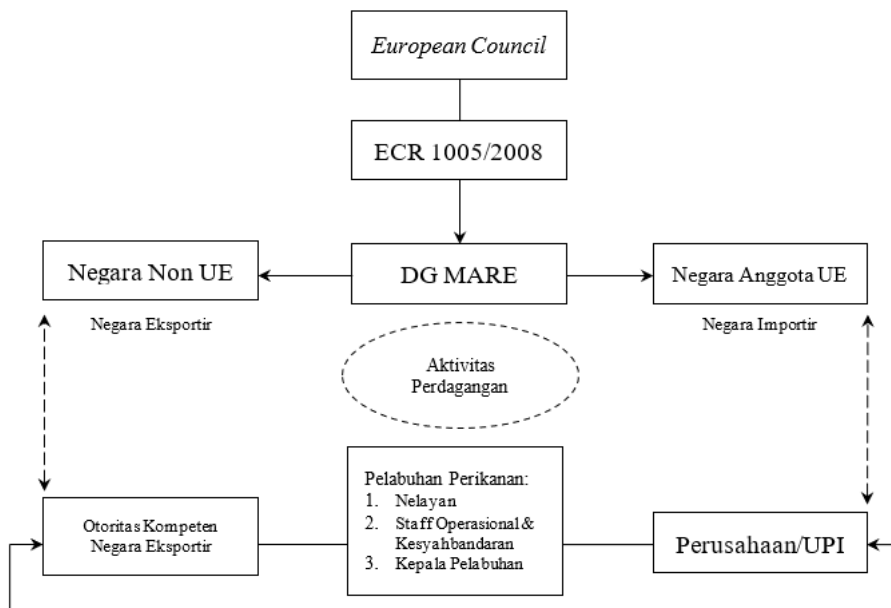 European Council
ECR 1005/2008
Negara Non UE
DG MARE
Negara Anggota UE
Negara Eksportir
Negara Importir
Aktivitas
Perdagangan
Otoritas Kompeten
Negara Eksportir
Pelabuhan Perikanan:
1. Nelayan
2. Staff Operasional &
Kesyahbandaran
3. Kepala Pelabuhan
Perusahaan/UPI